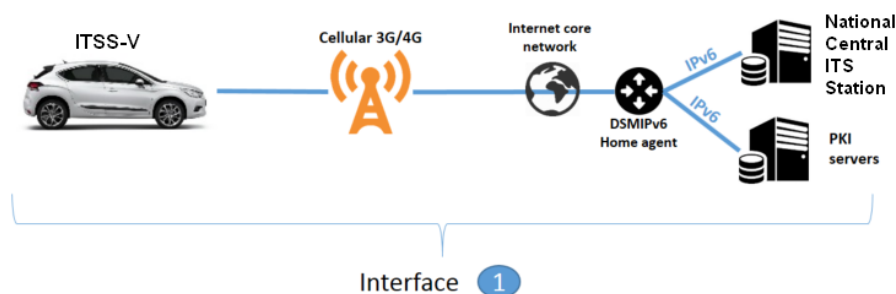 ITSS-V
Cellular 3G/4G
Internet core
network
IPv6
IPv6
DSMIPv6
Home agent
National
Central
ITS
Station
PKI
servers
Interface 1